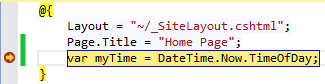 @{
Layout = "~/_SiteLayout.cshtml";
Page.Title = "Home Page";
var myTime = DateTime.Now.TimeOfDay;